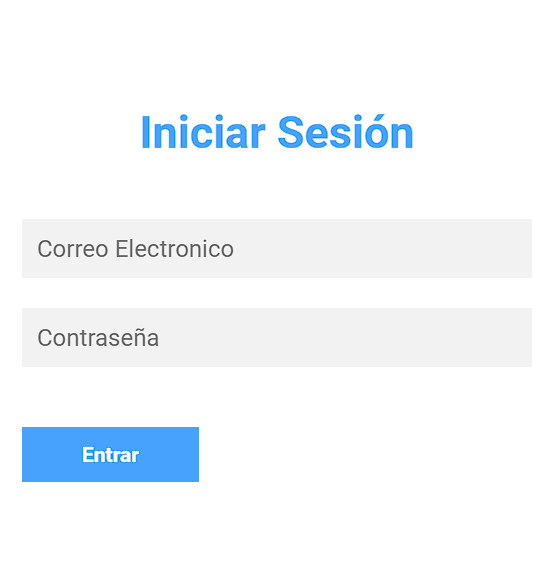 Iniciar Sesión
Correo Electronico
Contraseña
Entrar